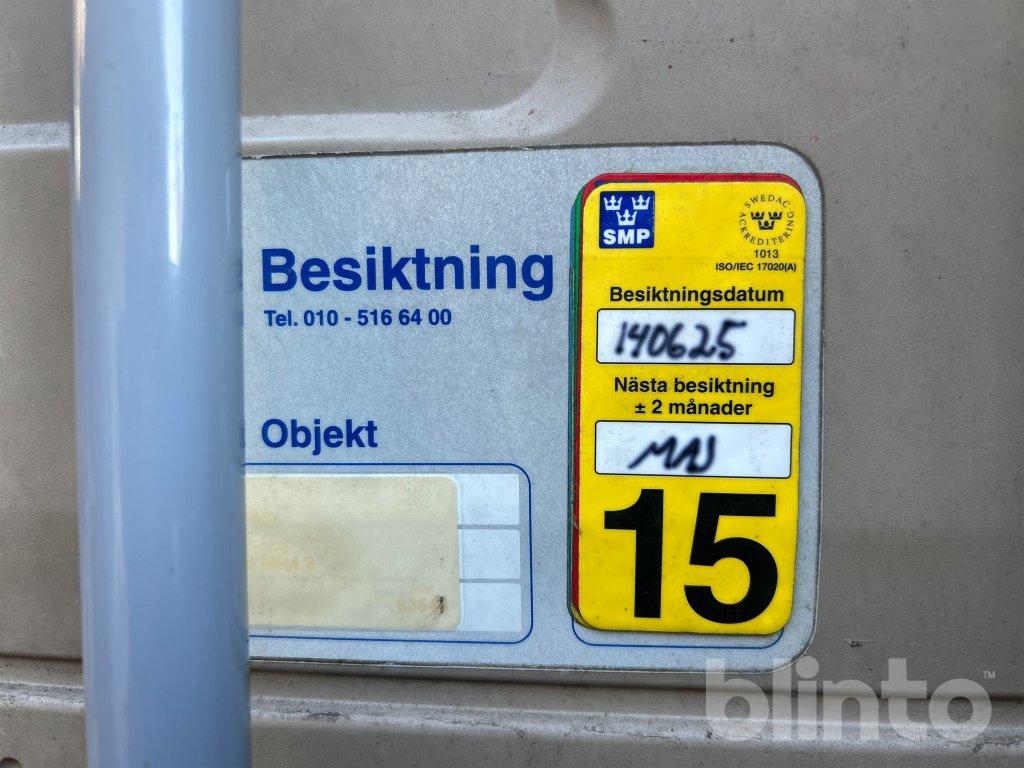 Besiktning
Tel. 010 - 516 64 00
Objekt
SMP
SWEDAC
ACKREDITERING
1013
ISO/IEC 17020(A)
Besiktningsdatum
140625
Nästa besiktning
± 2 månader
MAJ
15
blinto™